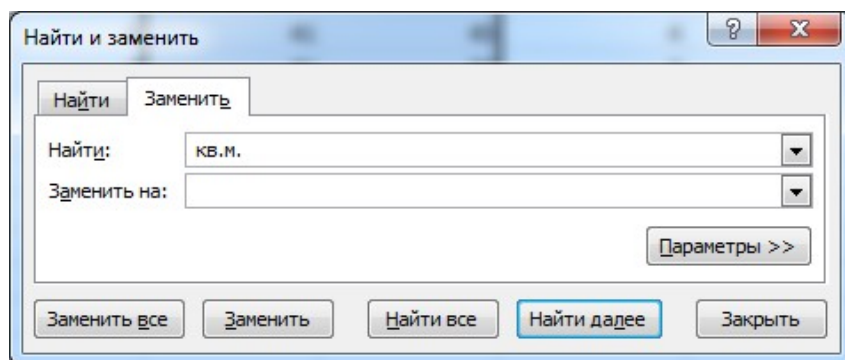 Найти и заменить
Найти Заменить
Найти: кв.м.
Заменить на:
Параметры >>
Заменить все Заменить Найти все Найти далее Закрыть